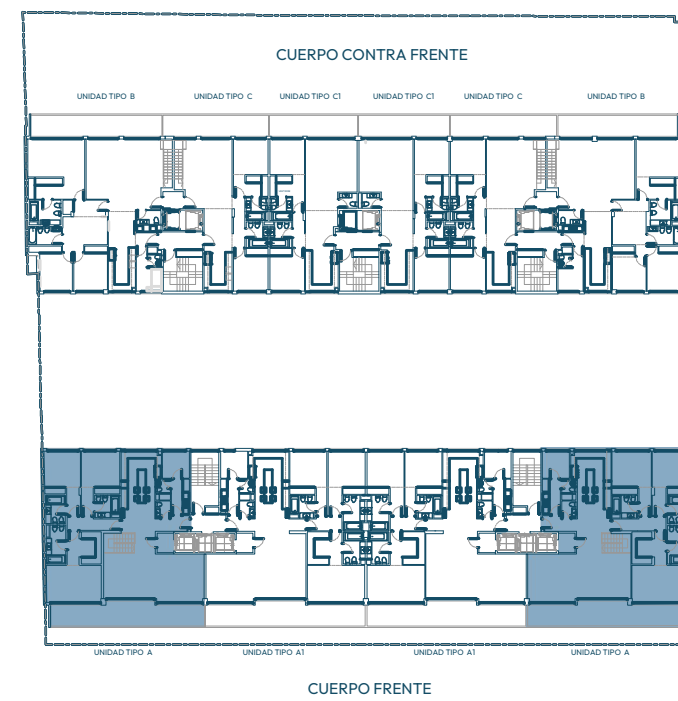 CUERPO CONTRA FRENTE
UNIDAD TIPO B
UNIDAD TIPO C
UNIDAD TIPO C1
UNIDAD TIPO C1
UNIDAD TIPO C
UNIDAD TIPO B
UNIDAD TIPO A
UNIDAD TIPO A1
UNIDAD TIPO A1
UNIDAD TIPO A
CUERPO FRENTE